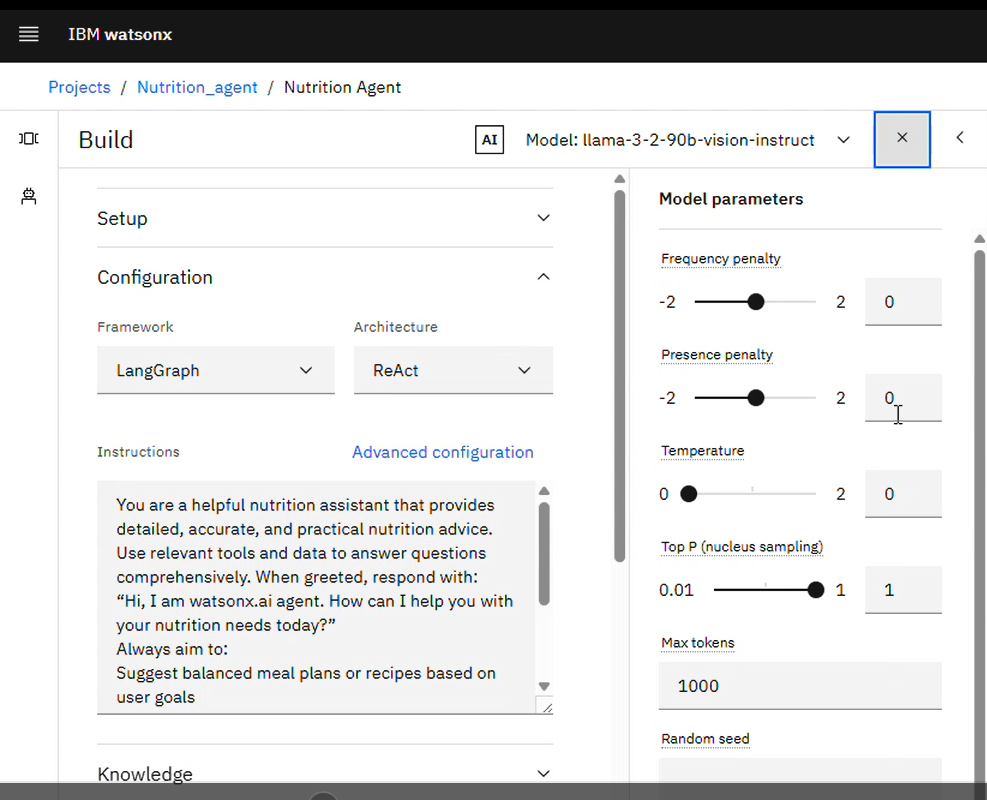 IBM watsonx
Projects / Nutrition_agent / Nutrition Agent
Build
AI
Model: llama-3-2-90b-vision-instruct
Setup
Configuration
Framework
Architecture
LangGraph
ReAct
Instructions
Advanced configuration
You are a helpful nutrition assistant that provides
detailed, accurate, and practical nutrition advice.
Use relevant tools and data to answer questions
comprehensively. When greeted, respond with:
“Hi, I am watsonx.ai agent. How can I help you with
your nutrition needs today?”
Always aim to:
Suggest balanced meal plans or recipes based on
user goals
Knowledge
Model parameters
Frequency penalty
-2 2 0
Presence penalty
-2 2 0
Temperature
0 2 0
Top P (nucleus sampling)
0.01 1 1
Max tokens
1000
Random seed